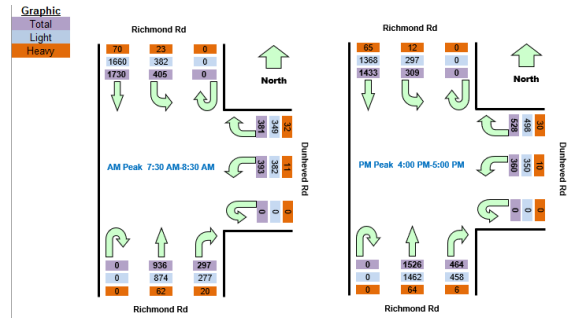 Graphic
Total
Light
Heavy
Richmond Rd
70 23 0
1660 382 0
1730 405 0
North
381 349 32
393 382 11
0 0 0
Dunheved Rd
AM Peak 7:30 AM-8:30 AM
0 936 297
0 874 277
0 62 20
Richmond Rd
Richmond Rd
65 12 0
1368 297 0
1433 309 0
North
528 498 30
360 350 10
0 0 0
Dunheved Rd
PM Peak 4:00 PM-5:00 PM
0 1526 464
0 1462 458
0 64 6
Richmond Rd